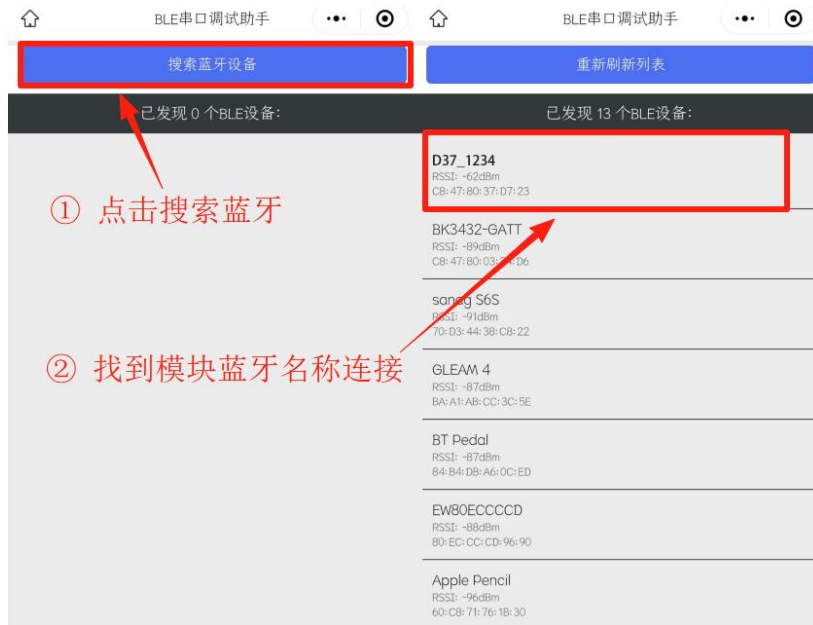 BLE串口调试助手
搜索蓝牙设备
已发现 0 个BLE设备:
① 点击搜索蓝牙
② 找到模块蓝牙名称连接
BLE串口调试助手
重新刷新列表
已发现 13 个BLE设备:
D37_1234
RSSI: -62dBm
C8:47:80:37:D7:23
BK3432-GATT
RSSI: -89dBm
C8:47:80:03: D6
sanag S6S
RSSI: -91dBm
70:D3:44:38:C8:22
GLEAM 4
RSSI: -87dBm
BA:A1:AB:CC:3C:5E
BT Pedal
RSSI: -87dBm
84:B4:DB:A6:0C:ED
EW80ECCCCD
RSSI: -88dBm
80:EC:CC:CD:96:90
Apple Pencil
RSSI: -96dBm
60:C8:71:76:1B:30